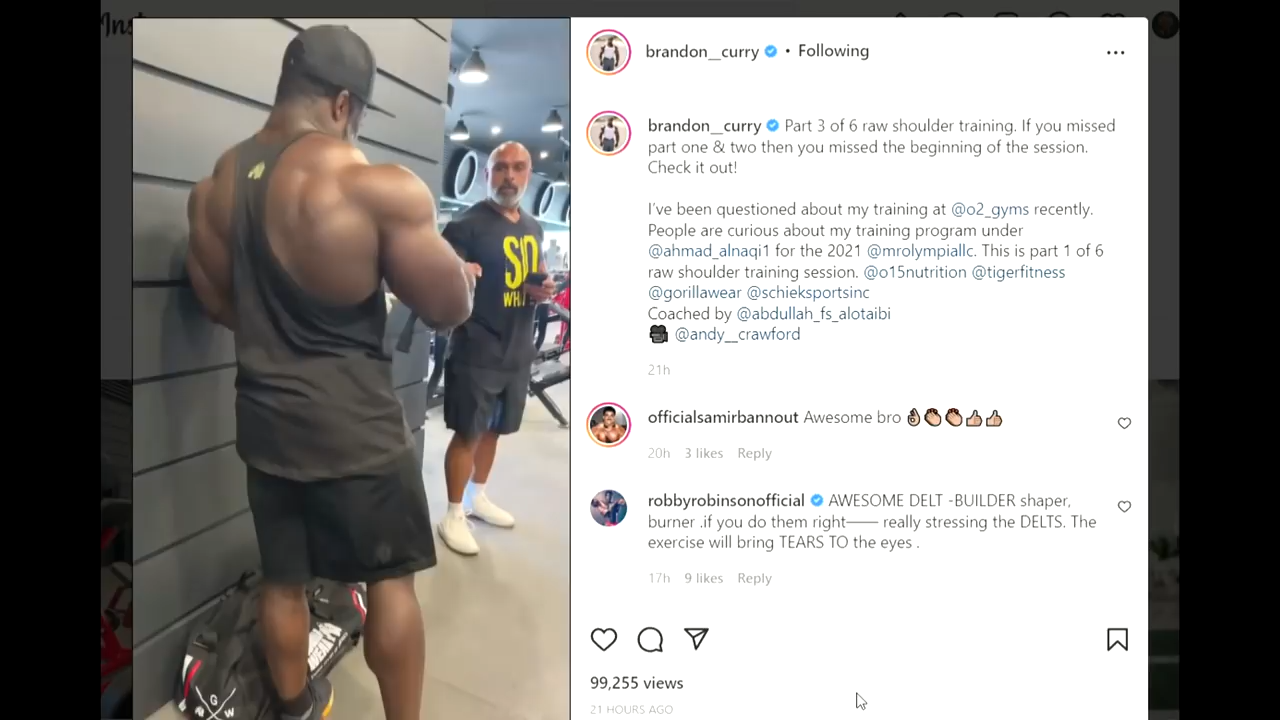 Inst
brandon__curry • Following
brandon__curry Part 3 of 6 raw shoulder training. If you missed
part one & two then you missed the beginning of the session.
Check it out!
I've been questioned about my training at @o2_gyms recently.
People are curious about my training program under
@ahmad_alnaqi1 for the 2021 @mrolympiallc. This is part 1 of 6
raw shoulder training session. @o15nutrition @tigerfitness
@gorillawear @schieksportsinc
Coached by @abdullah_fs_alotaibi
@andy__crawford
21h
officialsamirbannout Awesome bro 👌👏👏👍👍
20h 3 likes Reply
robbyrobinsonofficial AWESOME DELT -BUILDER shaper,
burner .if you do them right—— really stressing the DELTS. The
exercise will bring TEARS TO the eyes .
17h 9 likes Reply
99,255 views
21 HOURS AGO
SO
G
W